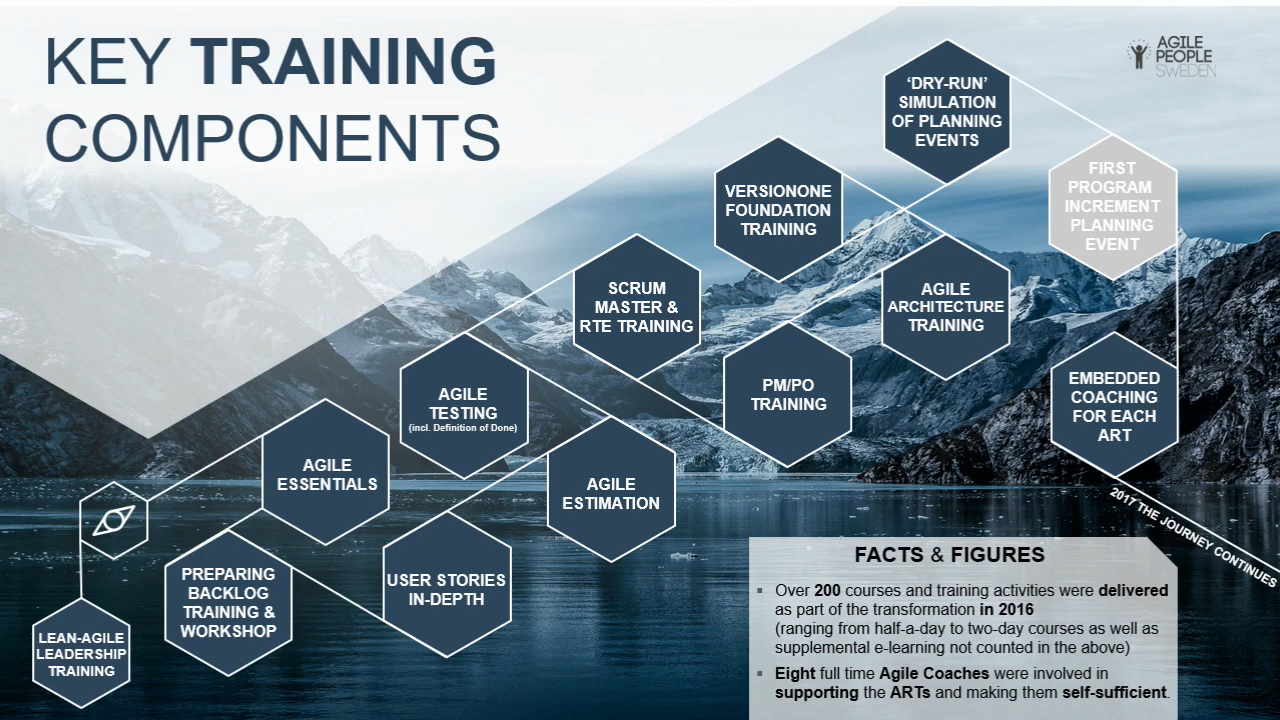 KEY TRAINING
COMPONENTS
AGILE
PEOPLE
SWEDEN
‘DRY-RUN’
SIMULATION
OF PLANNING
EVENTS
FIRST
PROGRAM
INCREMENT
PLANNING
EVENT
VERSIONONE
FOUNDATION
TRAINING
SCRUM
MASTER &
RTE TRAINING
AGILE
ARCHITECTURE
TRAINING
AGILE
TESTING
(incl. Definition of Done)
PM/PO
TRAINING
EMBEDDED
COACHING
FOR EACH
ART
AGILE
ESSENTIALS
AGILE
ESTIMATION
2017 THE JOURNEY CONTINUES
PREPARING
BACKLOG
TRAINING &
WORKSHOP
USER STORIES
IN-DEPTH
LEAN-AGILE
LEADERSHIP
TRAINING
FACTS & FIGURES
▪ Over 200 courses and training activities were delivered
as part of the transformation in 2016
(ranging from half-a-day to two-day courses as well as
supplemental e-learning not counted in the above)
▪ Eight full time Agile Coaches were involved in
supporting the ARTs and making them self-sufficient.